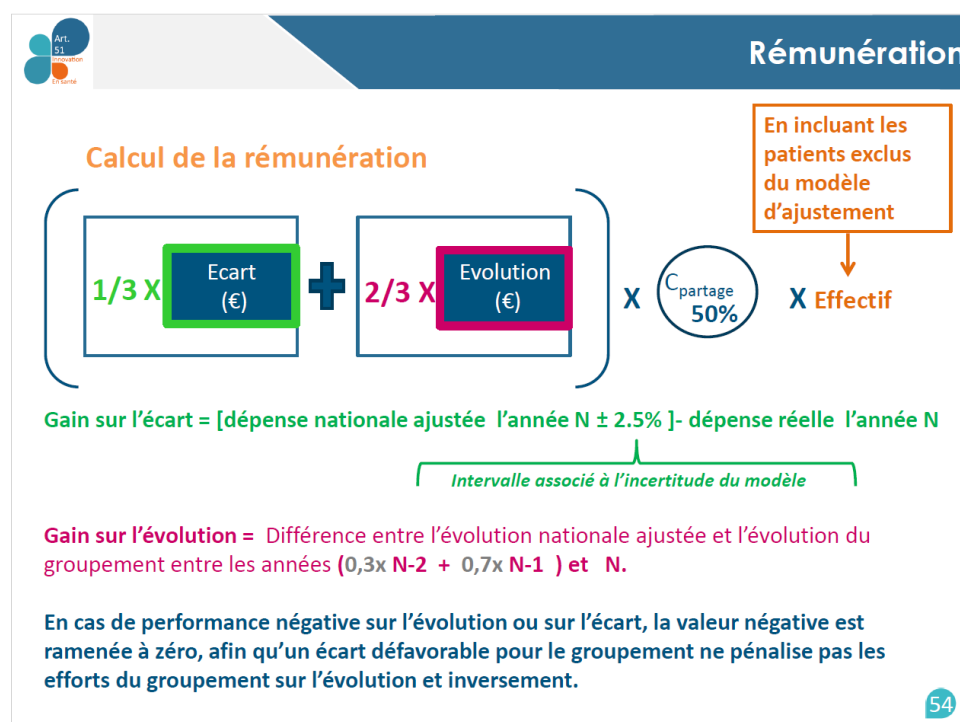 Art.
51
Innovation
En santé
Rémunération
En incluant les
patients exclus
du modèle
d'ajustement
Calcul de la rémunération
1/3 X
Ecart
(€)
2/3 X
Evolution
(€)
X
Cpartage
50%
X Effectif
Gain sur l'écart = [dépense nationale ajustée l'année N ± 2.5% ]- dépense réelle l'année N
Intervalle associé à l'incertitude du modèle
Gain sur l'évolution = Différence entre l'évolution nationale ajustée et l'évolution du
groupement entre les années (0,3x N-2 + 0,7x N-1 ) et N.
En cas de performance négative sur l'évolution ou sur l'écart, la valeur négative est
ramenée à zéro, afin qu'un écart défavorable pour le groupement ne pénalise pas les
efforts du groupement sur l'évolution et inversement.
54